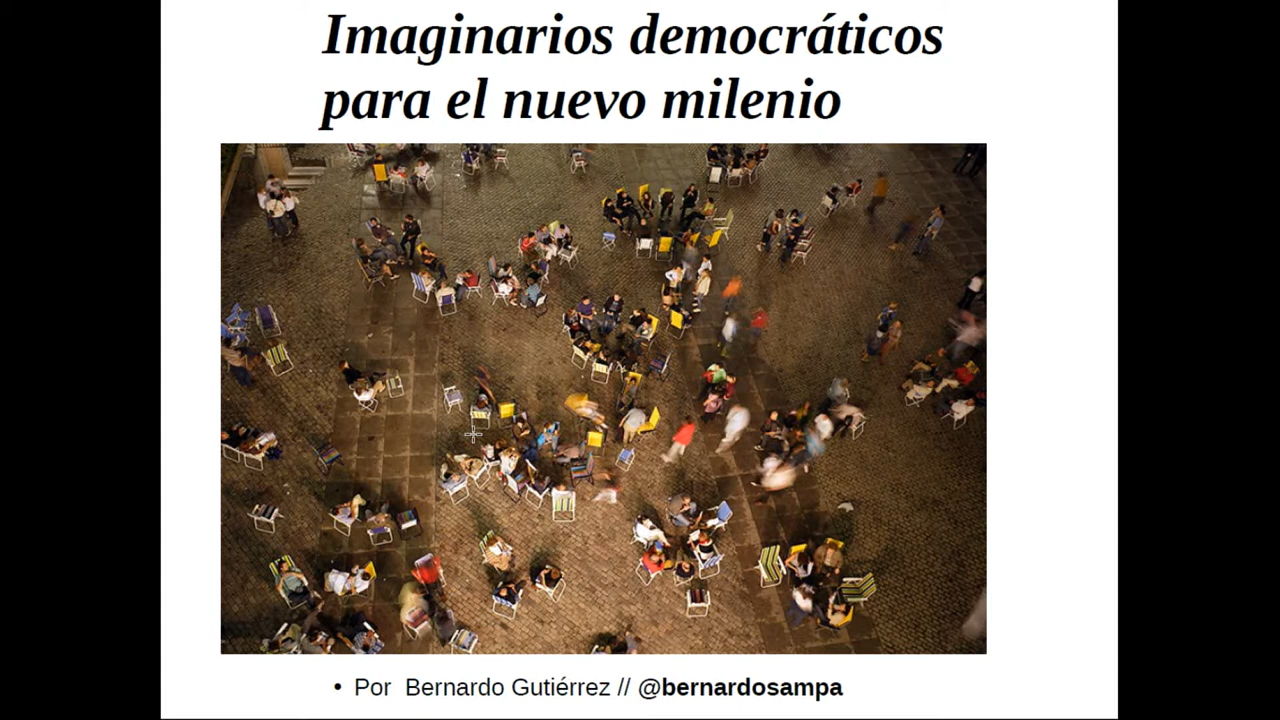 Imaginarios democráticos
para el nuevo milenio
• Por Bernardo Gutiérrez // @bernardosampa